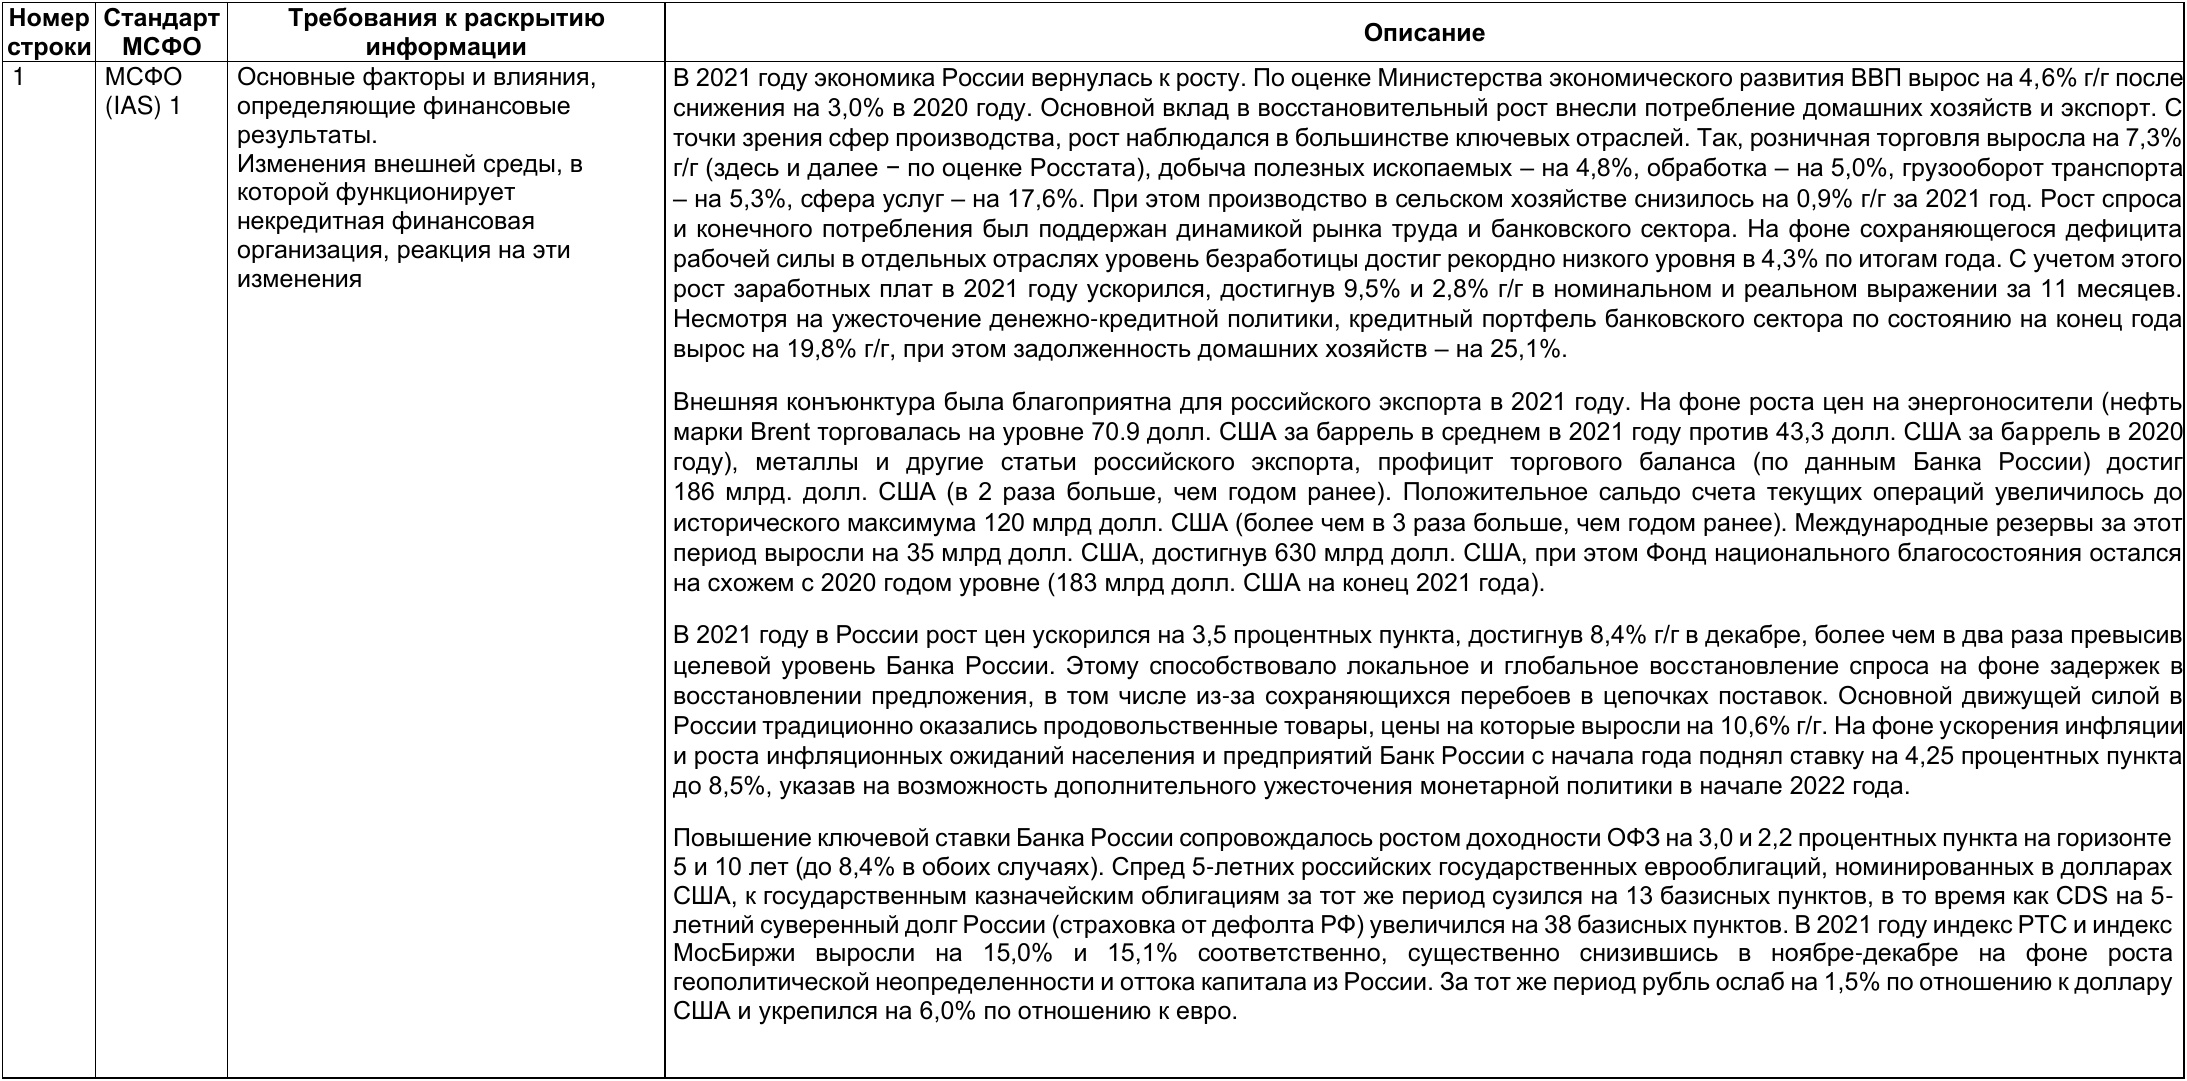 Номер строки
Стандарт МСФО
Требования к раскрытию информации
Описание
1
МСФО
(IAS) 1
Основные факторы и влияния,
определяющие финансовые
результаты.
Изменения внешней среды, в
которой функционирует
некредитная финансовая
организация, реакция на эти
изменения
В 2021 году экономика России вернулась к росту. По оценке Министерства экономического развития ВВП вырос на 4,6% г/г после
снижения на 3,0% в 2020 году. Основной вклад в восстановительный рост внесли потребление домашних хозяйств и экспорт. С
точки зрения сфер производства, рост наблюдался в большинстве ключевых отраслей. Так, розничная торговля выросла на 7,3%
г/г (здесь и далее − по оценке Росстата), добыча полезных ископаемых – на 4,8%, обработка – на 5,0%, грузооборот транспорта
– на 5,3%, сфера услуг – на 17,6%. При этом производство в сельском хозяйстве снизилось на 0,9% г/г за 2021 год. Рост спроса
и конечного потребления был поддержан динамикой рынка труда и банковского сектора. На фоне сохраняющегося дефицита
рабочей силы в отдельных отраслях уровень безработицы достиг рекордно низкого уровня в 4,3% по итогам года. С учетом этого
рост заработных плат в 2021 году ускорился, достигнув 9,5% и 2,8% г/г в номинальном и реальном выражении за 11 месяцев.
Несмотря на ужесточение денежно-кредитной политики, кредитный портфель банковского сектора по состоянию на конец года
вырос на 19,8% г/г, при этом задолженность домашних хозяйств – на 25,1%.
Внешняя конъюнктура была благоприятна для российского экспорта в 2021 году. На фоне роста цен на энергоносители (нефть
марки Brent торговалась на уровне 70.9 долл. США за баррель в среднем в 2021 году против 43,3 долл. США за баррель в 2020
году), металлы и другие статьи российского экспорта, профицит торгового баланса (по данным Банка России) достиг
186 млрд. долл. США (в 2 раза больше, чем годом ранее). Положительное сальдо счета текущих операций увеличилось до
исторического максимума 120 млрд долл. США (более чем в 3 раза больше, чем годом ранее). Международные резервы за этот
период выросли на 35 млрд долл. США, достигнув 630 млрд долл. США, при этом Фонд национального благосостояния остался
на схожем с 2020 годом уровне (183 млрд долл. США на конец 2021 года).
В 2021 году в России рост цен ускорился на 3,5 процентных пункта, достигнув 8,4% г/г в декабре, более чем в два раза превысив
целевой уровень Банка России. Этому способствовало локальное и глобальное восстановление спроса на фоне задержек в
восстановлении предложения, в том числе из-за сохраняющихся перебоев в цепочках поставок. Основной движущей силой в
России традиционно оказались продовольственные товары, цены на которые выросли на 10,6% г/г. На фоне ускорения инфляции
и роста инфляционных ожиданий населения и предприятий Банк России с начала года поднял ставку на 4,25 процентных пункта
до 8,5%, указав на возможность дополнительного ужесточения монетарной политики в начале 2022 года.
Повышение ключевой ставки Банка России сопровождалось ростом доходности ОФЗ на 3,0 и 2,2 процентных пункта на горизонте
5 и 10 лет (до 8,4% в обоих случаях). Спред 5-летних российских государственных еврооблигаций, номинированных в долларах
США, к государственным казначейским облигациям за тот же период сузился на 13 базисных пунктов, в то время как CDS на 5-
летний суверенный долг России (страховка от дефолта РФ) увеличился на 38 базисных пунктов. В 2021 году индекс РТС и индекс
МосБиржи выросли на 15,0% и 15,1% соответственно, существенно снизившись в ноябре-декабре на фоне роста
геополитической неопределенности и оттока капитала из России. За тот же период рубль ослаб на 1,5% по отношению к доллару
США и укрепился на 6,0% по отношению к евро.